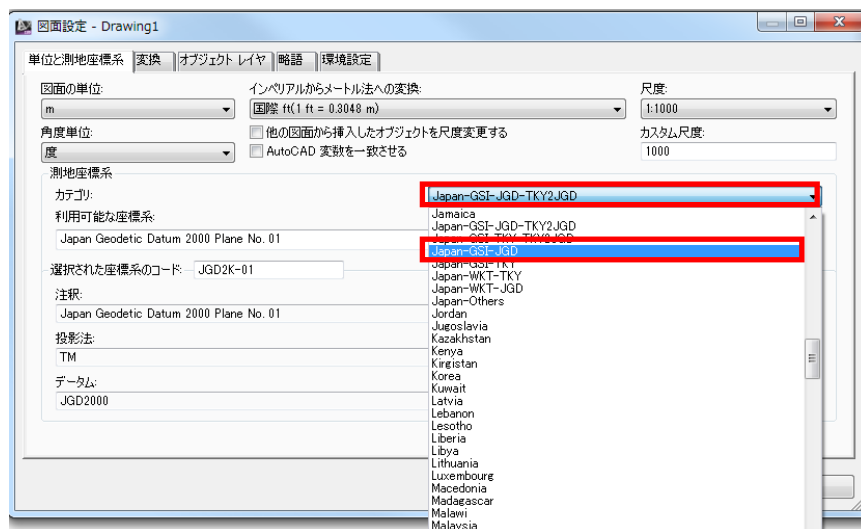 図面設定 - Drawing1
単位と測地座標系 変換 オブジェクト レイヤ 略語 環境設定
図面の単位: インペリアルからメートル法への変換: 尺度:
m 国際 ft(1 ft = 0.3048 m) 1:1000
角度単位: 他の図面から挿入したオブジェクトを尺度変更する カスタム尺度:
度 AutoCAD 変数を一致させる 1000
測地座標系
カテゴリ: Japan-GSI-JGD-TKY2JGD
利用可能な座標系:
Japan Geodetic Datum 2000 Plane No. 01
選択された座標系のコード: JGD2K-01
注釈:
Japan Geodetic Datum 2000 Plane No. 01
投影法:
TM
データム:
JGD2000
Jamaica
Japan-GSI-JGD-TKY2JGD
Japan-GSI-TKY-TKY2JGD
Japan-GSI-JGD
Japan-GSI-TKY
Japan-WKT-TKY
Japan-WKT-JGD
Japan-Others
Jordan
Jugoslavia
Kazakhstan
Kenya
Kirgistan
Korea
Kuwait
Latvia
Lebanon
Lesotho
Liberia
Libya
Lithuania
Luxembourg
Macedonia
Madagascar
Malawi
Malaysia